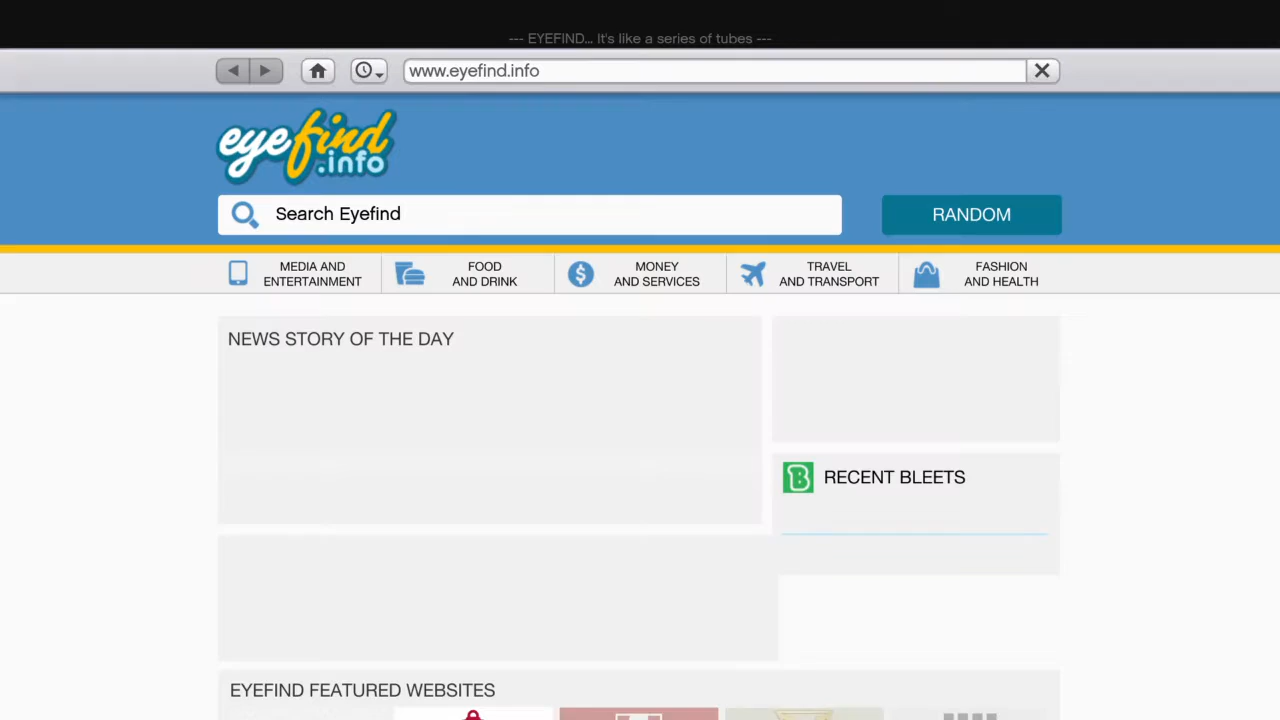 --- EYEFIND... It's like a series of tubes ---
www.eyefind.info
eyefind
.info
Search Eyefind
RANDOM
MEDIA AND
ENTERTAINMENT
FOOD
AND DRINK
MONEY
AND SERVICES
TRAVEL
AND TRANSPORT
FASHION
AND HEALTH
NEWS STORY OF THE DAY
B RECENT BLEETS
EYEFIND FEATURED WEBSITES